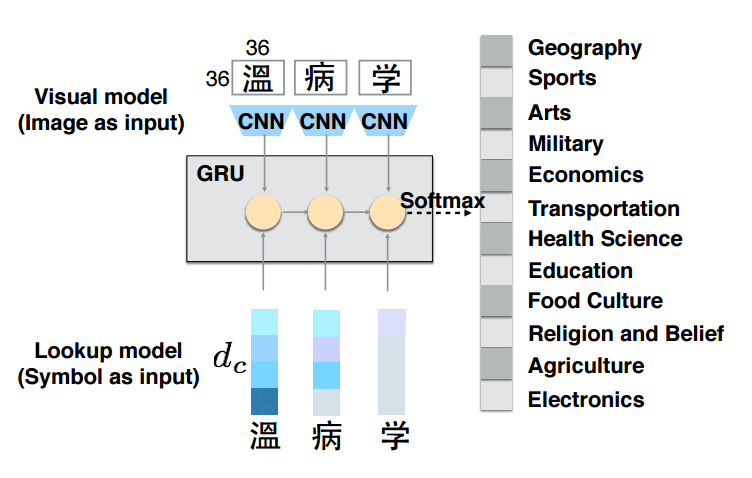 36
36 溫 病 学
Visual model
(Image as input)
CNN CNN CNN
GRU
Softmax
Lookup model
(Symbol as input)
d_c
溫 病 学
Geography
Sports
Arts
Military
Economics
Transportation
Health Science
Education
Food Culture
Religion and Belief
Agriculture
Electronics